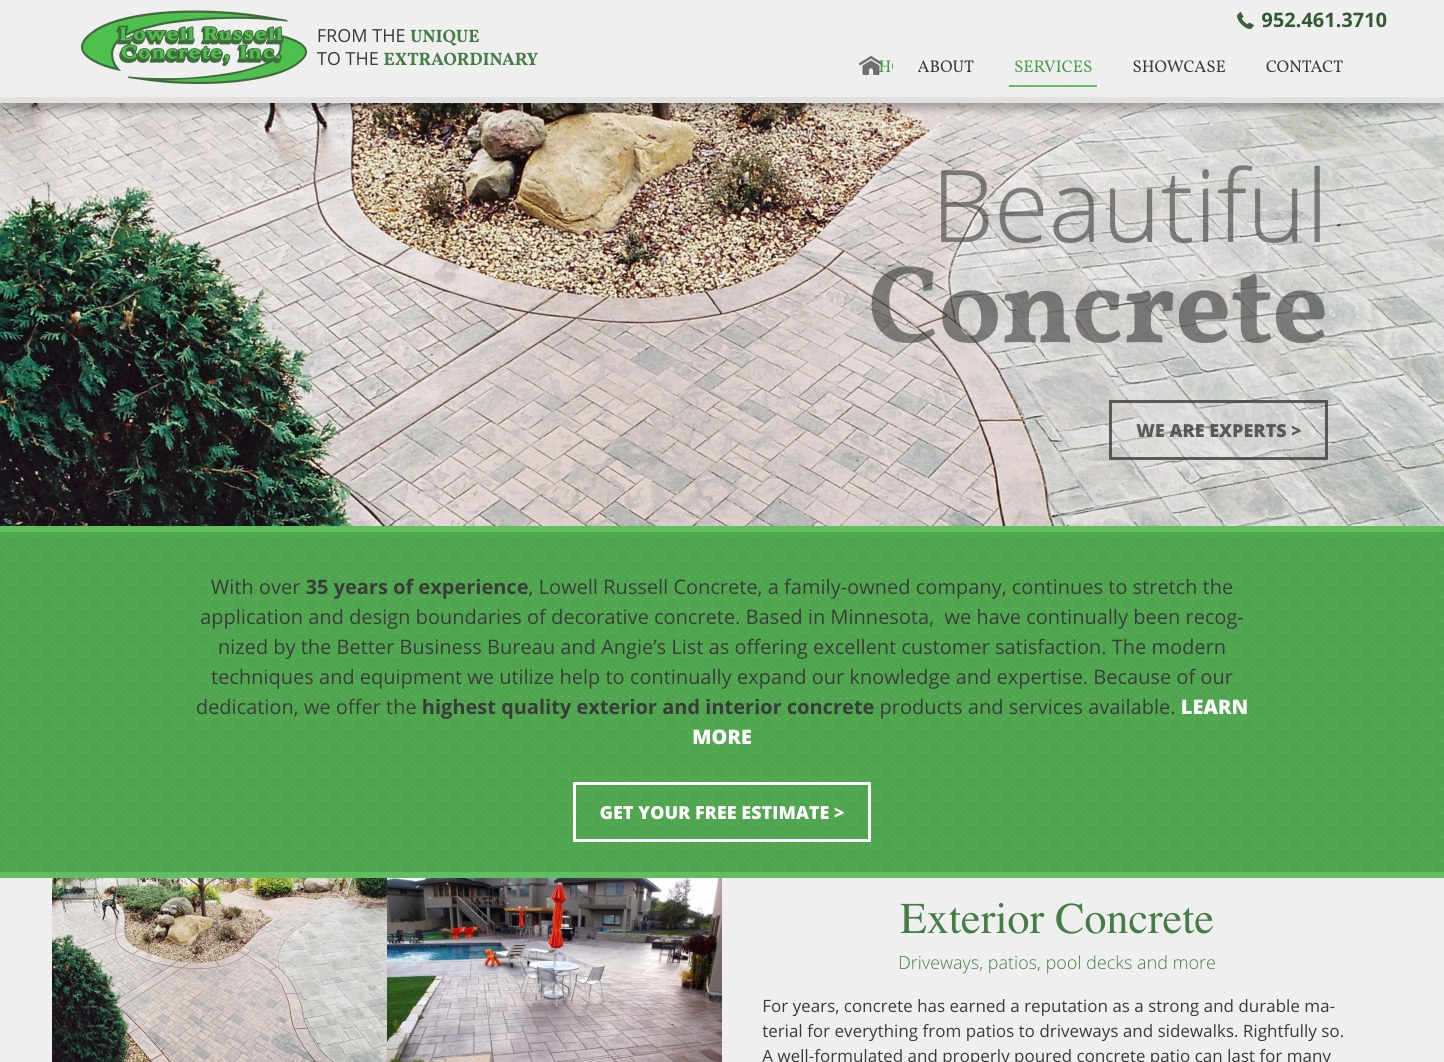 Lowell Russell
Concrete, Inc.
FROM THE UNIQUE
TO THE EXTRAORDINARY
952.461.3710
ABOUT
SERVICES
SHOWCASE
CONTACT
Beautiful
Concrete
WE ARE EXPERTS >
With over 35 years of experience, Lowell Russell Concrete, a family-owned company, continues to stretch the
application and design boundaries of decorative concrete. Based in Minnesota,  we have continually been recog-
nized by the Better Business Bureau and Angie’s List as offering excellent customer satisfaction. The modern
techniques and equipment we utilize help to continually expand our knowledge and expertise. Because of our
dedication, we offer the highest quality exterior and interior concrete products and services available. LEARN
MORE
GET YOUR FREE ESTIMATE >
Exterior Concrete
Driveways, patios, pool decks and more
For years, concrete has earned a reputation as a strong and durable ma-
terial for everything from patios to driveways and sidewalks. Rightfully so.
A well-formulated and properly poured concrete patio can last for many